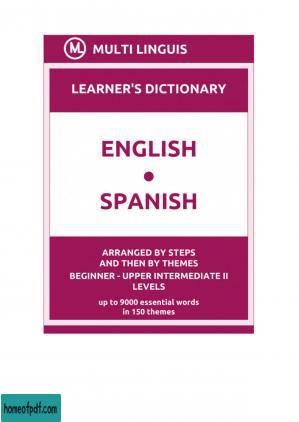 ML MULTI LINGUIS
LEARNER'S DICTIONARY
ENGLISH
•
SPANISH
ARRANGED BY STEPS
AND THEN BY THEMES
BEGINNER - UPPER INTERMEDIATE II
LEVELS
up to 9000 essential words
in 150 themes
homeofpdf.com